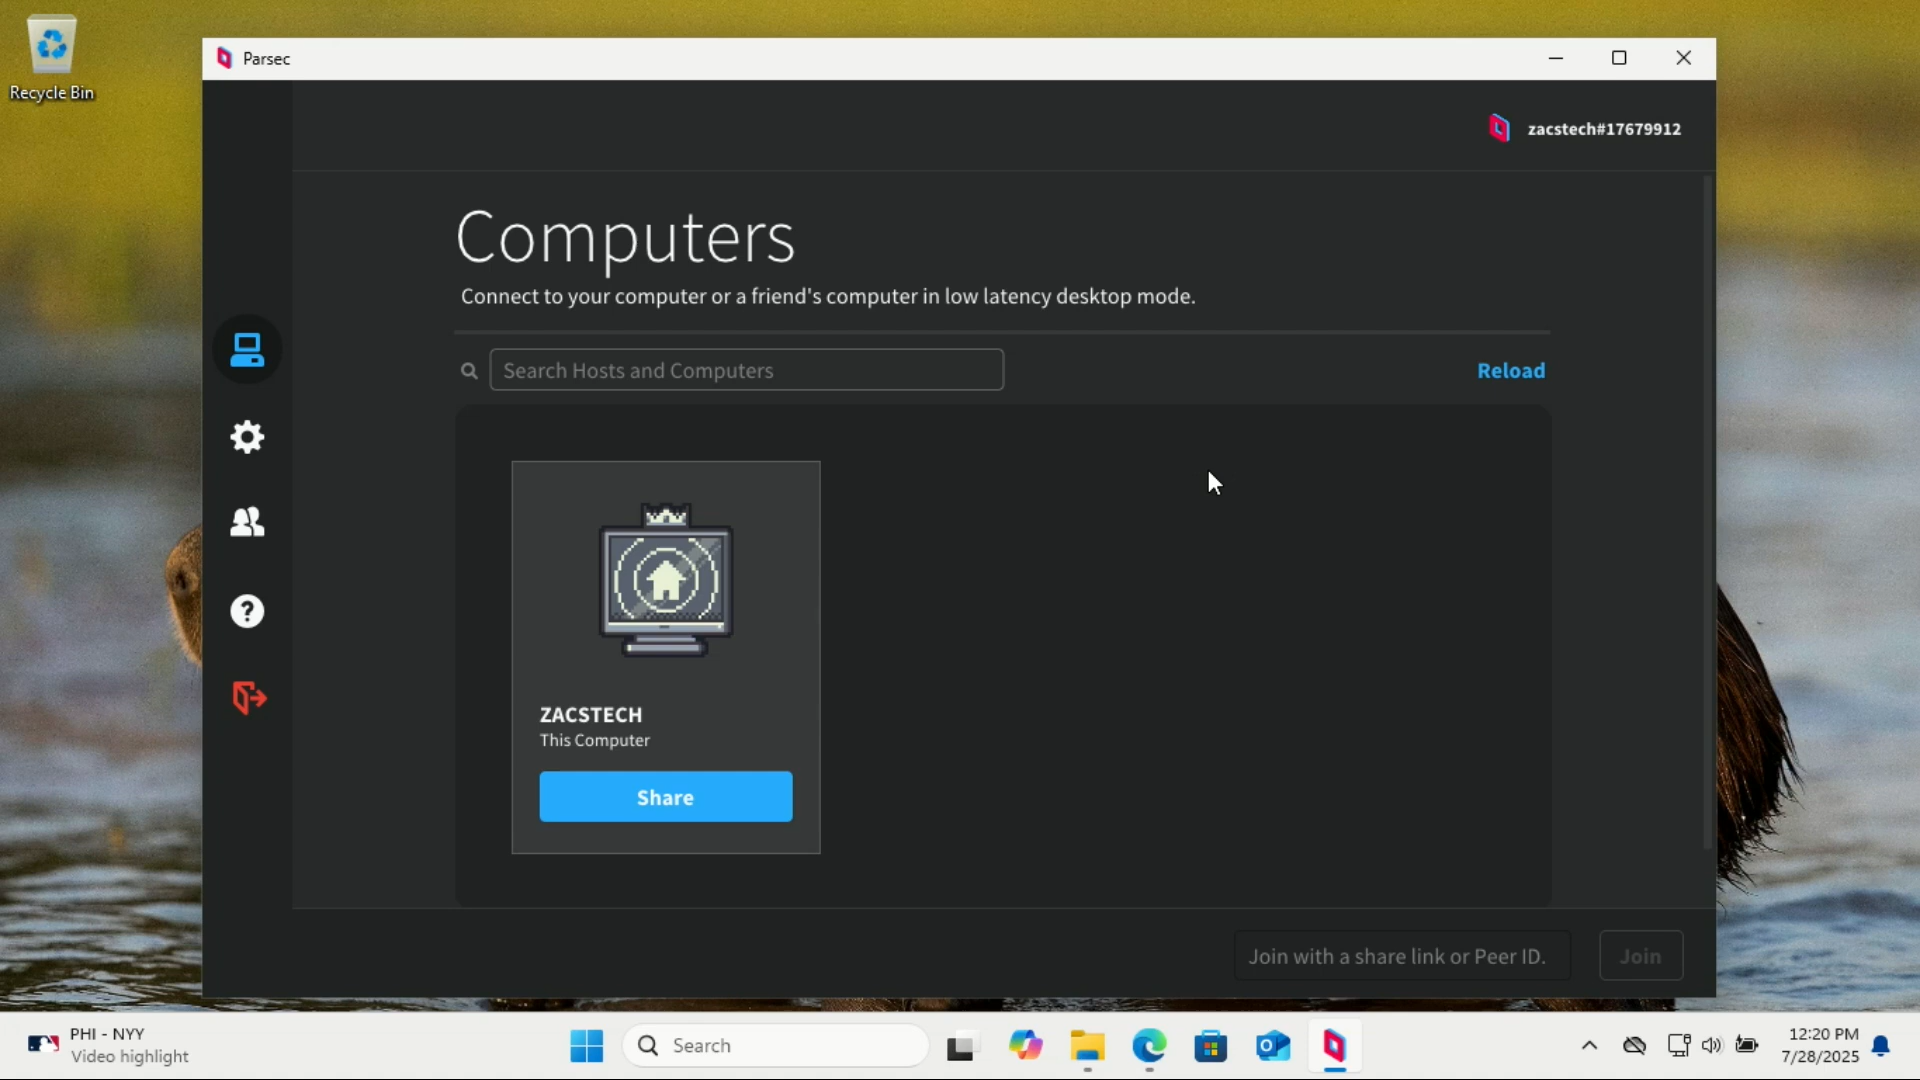 Recycle Bin
Parsec
zacstech#17679912
Computers
Connect to your computer or a friend's computer in low latency desktop mode.
Search Hosts and Computers
Reload
ZACSTECH
This Computer
Share
Join with a share link or Peer ID.
Join
PHI - NYY
Video highlight
Search
12:20 PM
7/28/2025